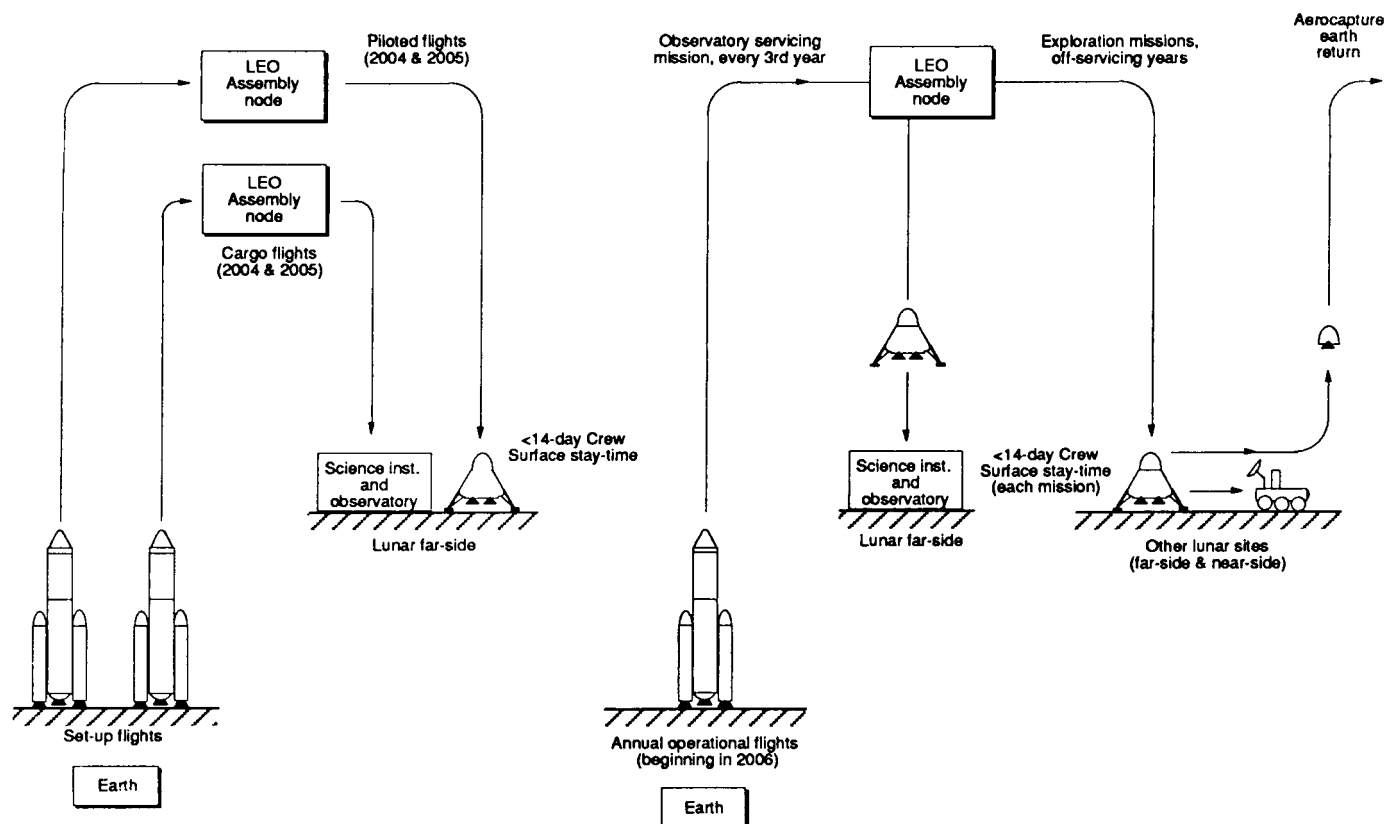 Piloted flights
(2004 & 2005)
LEO
Assembly
node
LEO
Assembly
node
Cargo flights
(2004 & 2005)
<14-day Crew
Surface stay-time
Science inst.
and
observatory
Lunar far-side
Set-up flights
Earth
Observatory servicing
mission, every 3rd year
LEO
Assembly
node
Exploration missions,
off-servicing years
Aerocapture
earth
return
Science inst.
and
observatory
Lunar far-side
<14-day Crew
Surface stay-time
(each mission)
Other lunar sites
(far-side & near-side)
Annual operational flights
(beginning in 2006)
Earth